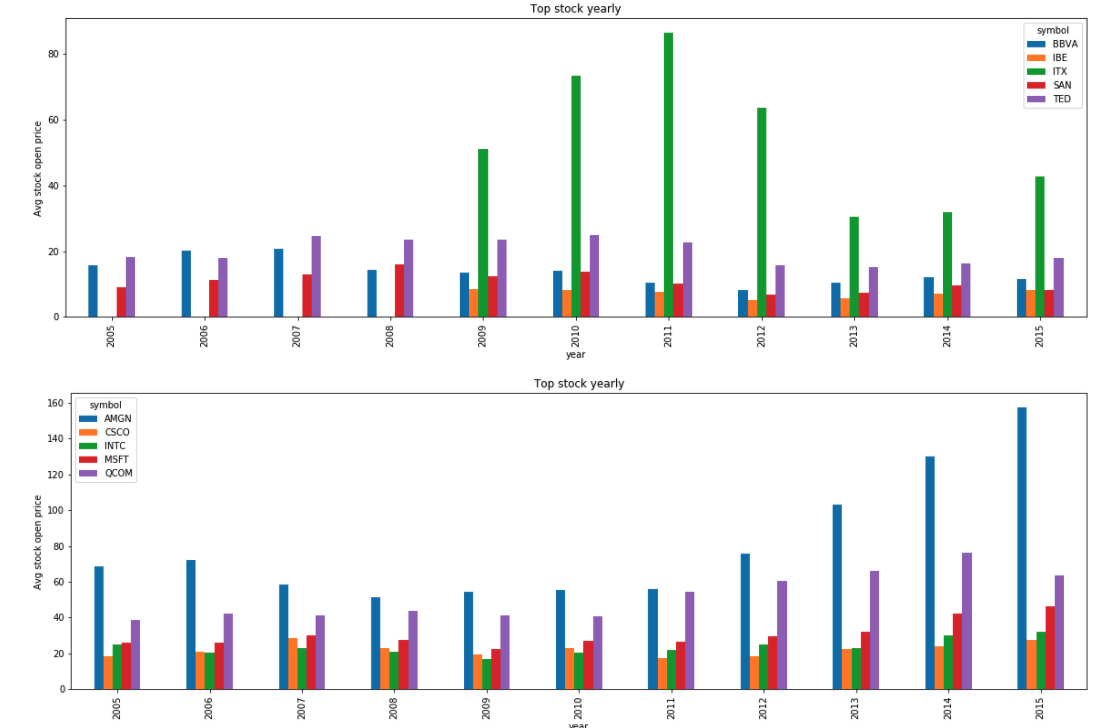 Top stock yearly
symbol
BBVA
IBE
ITX
SAN
TED
80
60
40
20
0
Avg stock open price
2005
2006
2007
2008
2009
2010
2011
2012
2013
2014
2015
year
Top stock yearly
symbol
AMGN
CSCO
INTC
MSFT
QCOM
160
140
120
100
80
60
40
20
0
Avg stock open price
2005
2006
2007
2008
2009
2010
2011
2012
2013
2014
2015
year